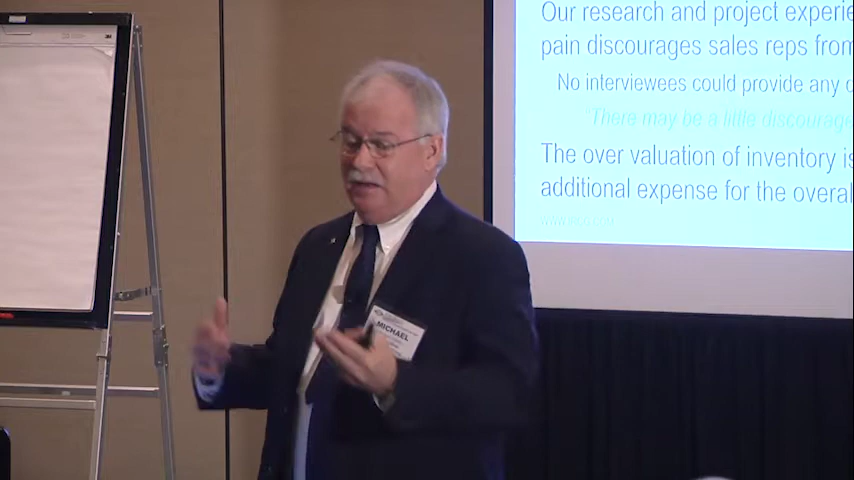 Our research and project experie
pain discourages sales reps from
No interviewees could provide any
"There may be a little discourage
The over valuation of inventory is
additional expense for the overal
MICHAEL